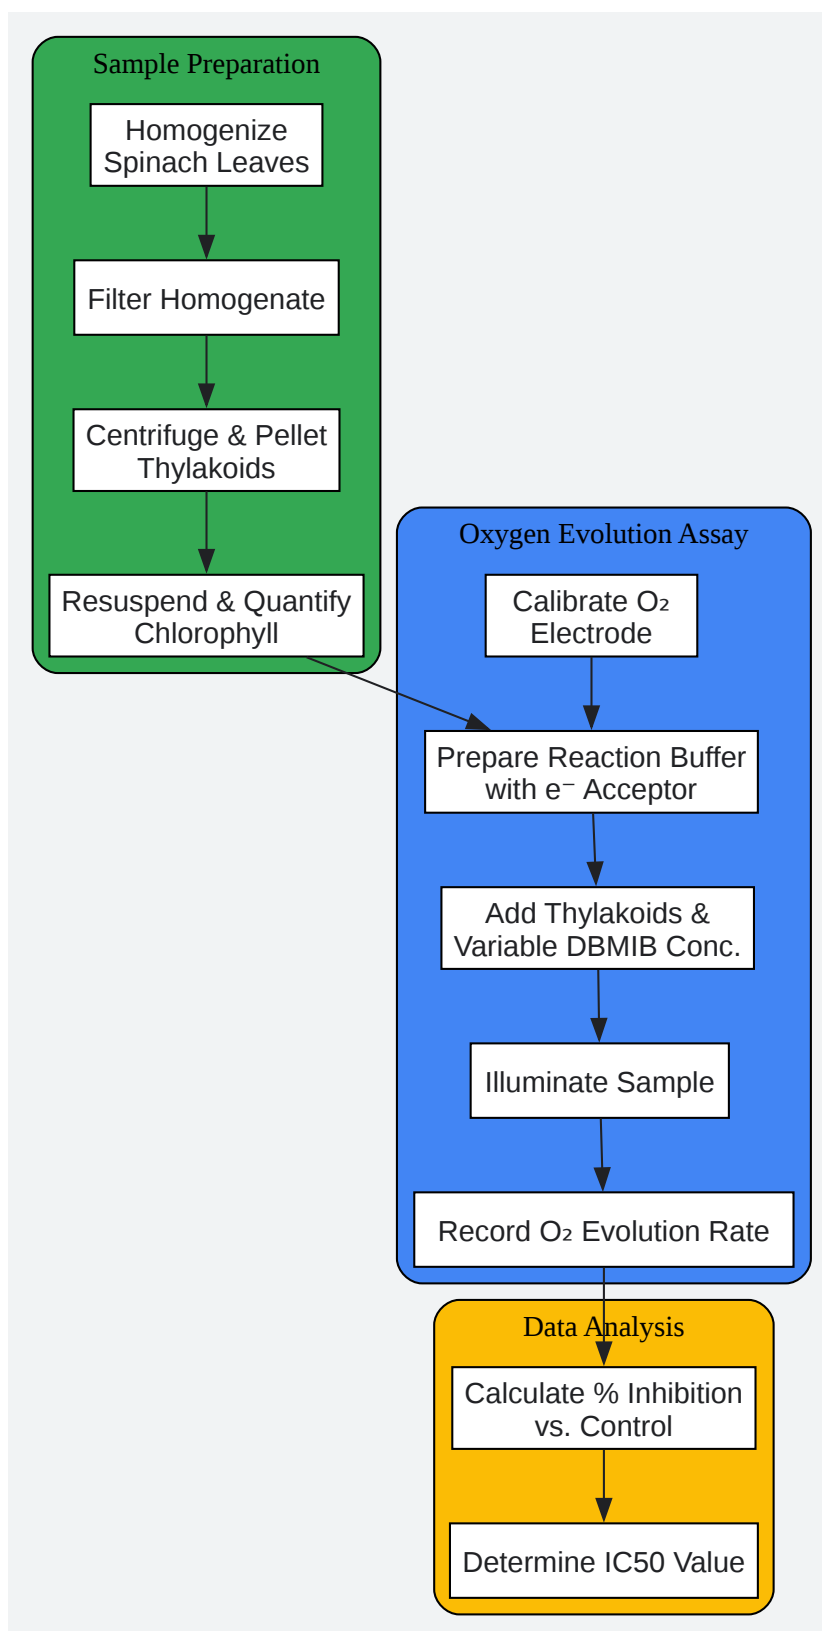 Sample Preparation
Homogenize
Spinach Leaves
Filter Homogenate
Centrifuge & Pellet
Thylakoids
Resuspend & Quantify
Chlorophyll
Oxygen Evolution Assay
Calibrate O₂
Electrode
Prepare Reaction Buffer
with e⁻ Acceptor
Add Thylakoids &
Variable DBMIB Conc.
Illuminate Sample
Record O₂ Evolution Rate
Data Analysis
Calculate % Inhibition
vs. Control
Determine IC50 Value